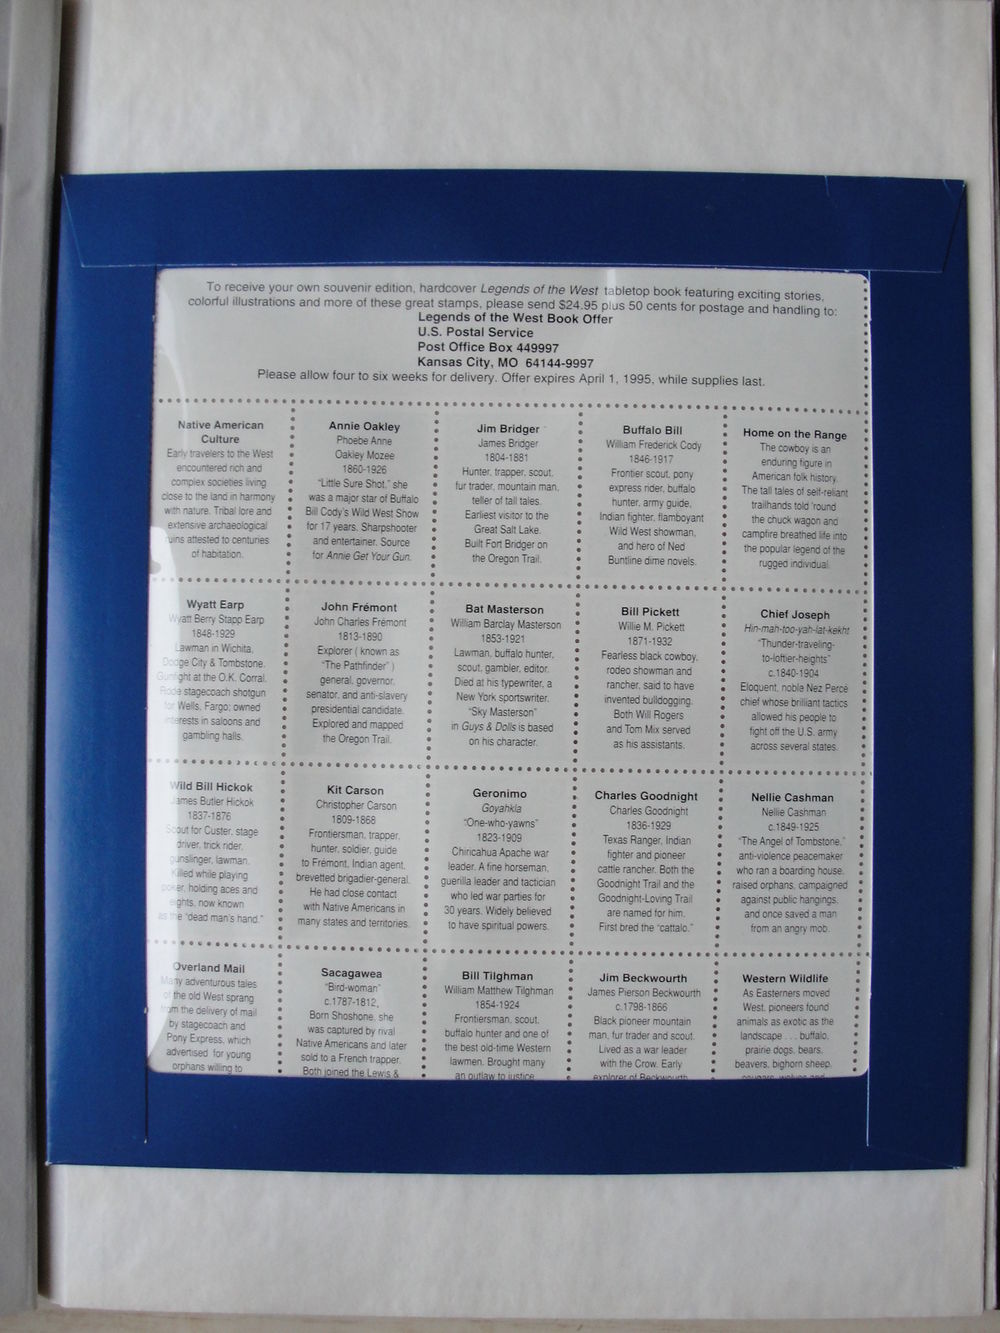 To receive your own souvenir edition, hardcover Legends of the West tabletop book featuring exciting stories,
colorful illustrations and more of these great stamps, please send $24.95 plus 50 cents for postage and handling to:
Legends of the West Book Offer
U.S. Postal Service
Post Office Box 449997
Kansas City, MO 64144-9997
Please allow four to six weeks for delivery. Offer expires April 1, 1995, while supplies last.
Native American
Culture
Early travelers to the West
encountered rich and
complex societies living
close to the land in harmony
with nature. Tribal lore and
extensive archaeological
ruins attested to centuries
of habitation.
Annie Oakley
Phoebe Anne
Oakley Mozee
1860-1926
"Little Sure Shot," she
was a major star of Buffalo
Bill Cody's Wild West Show
for 17 years. Sharpshooter
and entertainer. Source
for Annie Get Your Gun.
Jim Bridger
James Bridger
1804-1881
Hunter, trapper, scout,
fur trader, mountain man,
teller of tall tales.
Earliest visitor to the
Great Salt Lake.
Built Fort Bridger on
the Oregon Trail.
Buffalo Bill
William Frederick Cody
1846-1917
Frontier scout, pony
express rider, buffalo
hunter, army guide,
Indian fighter, flamboyant
Wild West showman,
and hero of Ned
Buntline dime novels.
Home on the Range
The cowboy is an
enduring figure in
American folk history.
The tall tales of self-reliant
trailhands told 'round
the chuck wagon and
campfire breathed life into
the popular legend of the
rugged individual.
Wyatt Earp
Wyatt Berry Stapp Earp
1848-1929
Lawman in Wichita,
Dodge City & Tombstone.
Gunfight at the O.K. Corral.
Rode stagecoach shotgun
for Wells, Fargo; owned
interests in saloons and
gambling halls.
John Frémont
John Charles Frémont
1813-1890
Explorer ( known as
"The Pathfinder" )
general, governor,
senator, and anti-slavery
presidential candidate.
Explored and mapped
the Oregon Trail.
Bat Masterson
William Barclay Masterson
1853-1921
Lawman, buffalo hunter,
scout, gambler, editor.
Died at his typewriter, a
New York sportswriter.
"Sky Masterson"
in Guys & Dolls is based
on his character.
Bill Pickett
Willie M. Pickett
1871-1932
Fearless black cowboy,
rodeo showman and
rancher, said to have
invented bulldogging.
Both Will Rogers
and Tom Mix served
as his assistants.
Chief Joseph
Hin-mah-too-yah-lat-kekht
"Thunder-traveling-
to-loftier-heights"
c.1840-1904
Eloquent, noble Nez Percé
chief whose brilliant tactics
allowed his people to
fight off the U.S. army
across several states.
Wild Bill Hickok
James Butler Hickok
1837-1876
Scout for Custer, stage
driver, trick rider,
gunslinger, lawman.
Killed while playing
poker, holding aces and
eights, now known
as the "dead man's hand."
Kit Carson
Christopher Carson
1809-1868
Frontiersman, trapper,
hunter, soldier, guide
to Frémont, Indian agent,
brevetted brigadier-general.
He had close contact
with Native Americans in
many states and territories.
Geronimo
Goyahkla
"One-who-yawns"
1823-1909
Chiricahua Apache war
leader. A fine horseman,
guerilla leader and tactician
who led war parties for
30 years. Widely believed
to have spiritual powers.
Charles Goodnight
Charles Goodnight
1836-1929
Texas Ranger, Indian
fighter and pioneer
cattle rancher. Both the
Goodnight Trail and the
Goodnight-Loving Trail
are named for him.
First bred the "cattalo."
Nellie Cashman
Nellie Cashman
c.1849-1925
"The Angel of Tombstone,"
anti-violence peacemaker
who ran a boarding house,
raised orphans, campaigned
against public hangings,
and once saved a man
from an angry mob.
Overland Mail
Many adventurous tales
of the old West sprang
from the delivery of mail
by stagecoach and
Pony Express, which
advertised for young
orphans willing to
Sacagawea
"Bird-woman"
c.1787-1812,
Born Shoshone, she
was captured by rival
Native Americans and later
sold to a French trapper.
Both joined the Lewis &
Bill Tilghman
William Matthew Tilghman
1854-1924
Frontiersman, scout,
buffalo hunter and one of
the best old-time Western
lawmen. Brought many
an outlaw to justice
Jim Beckwourth
James Pierson Beckwourth
c.1798-1866
Black pioneer mountain
man, fur trader and scout.
Lived as a war leader
with the Crow. Early
explorer of Beckwourth
Western Wildlife
As Easterners moved
West, pioneers found
animals as exotic as the
landscape . . . buffalo,
prairie dogs, bears,
beavers, bighorn sheep,
cougars, wolves and